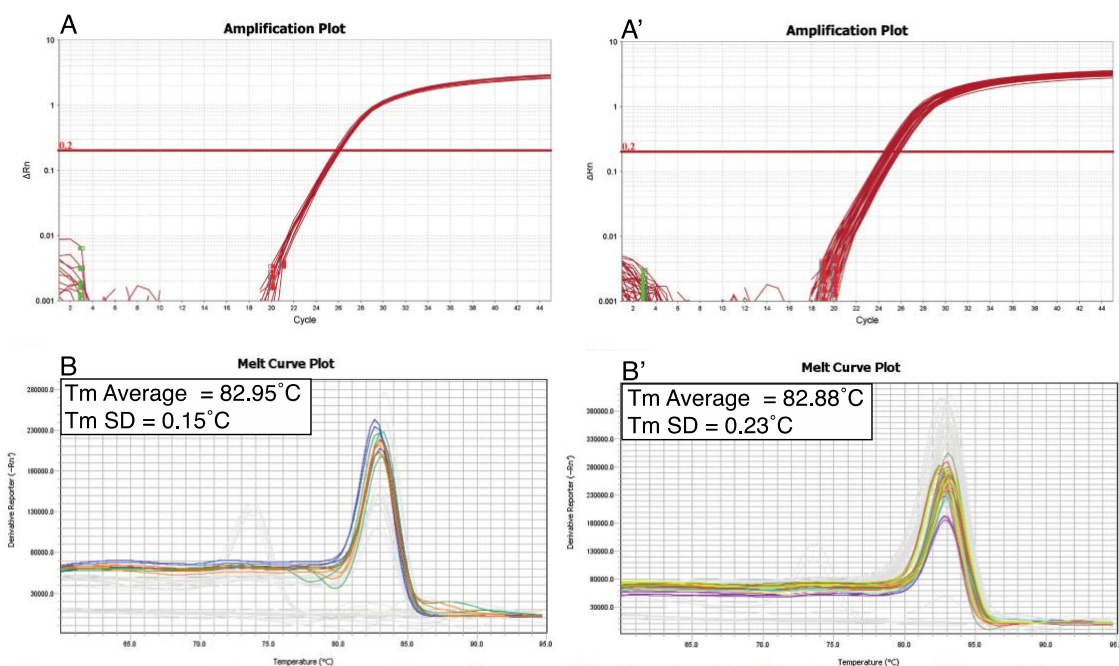 A
Amplification Plot
10
1
0.1
0.01
0.001
0.2
ΔRn
2 4 6 8 10 12 14 16 18 20 22 24 26 28 30 32 34 36 38 40 42 44
Cycle
A’
Amplification Plot
10
1
0.1
0.01
0.001
0.2
ΔRn
2 4 6 8 10 12 14 16 18 20 22 24 26 28 30 32 34 36 38 40 42 44
Cycle
B
Melt Curve Plot
Tm Average = 82.95˚C
Tm SD = 0.15˚C
280000.0
230000.0
180000.0
130000.0
80000.0
30000.0
Derivative Reporter (-Rn')
65.0 70.0 75.0 80.0 85.0 90.0 95.0
Temperature (°C)
B’
Melt Curve Plot
Tm Average = 82.88˚C
Tm SD = 0.23˚C
380000.0
330000.0
280000.0
230000.0
180000.0
130000.0
80000.0
30000.0
Derivative Reporter (-Rn')
65.0 70.0 75.0 80.0 85.0 90.0 95.0
Temperature (°C)